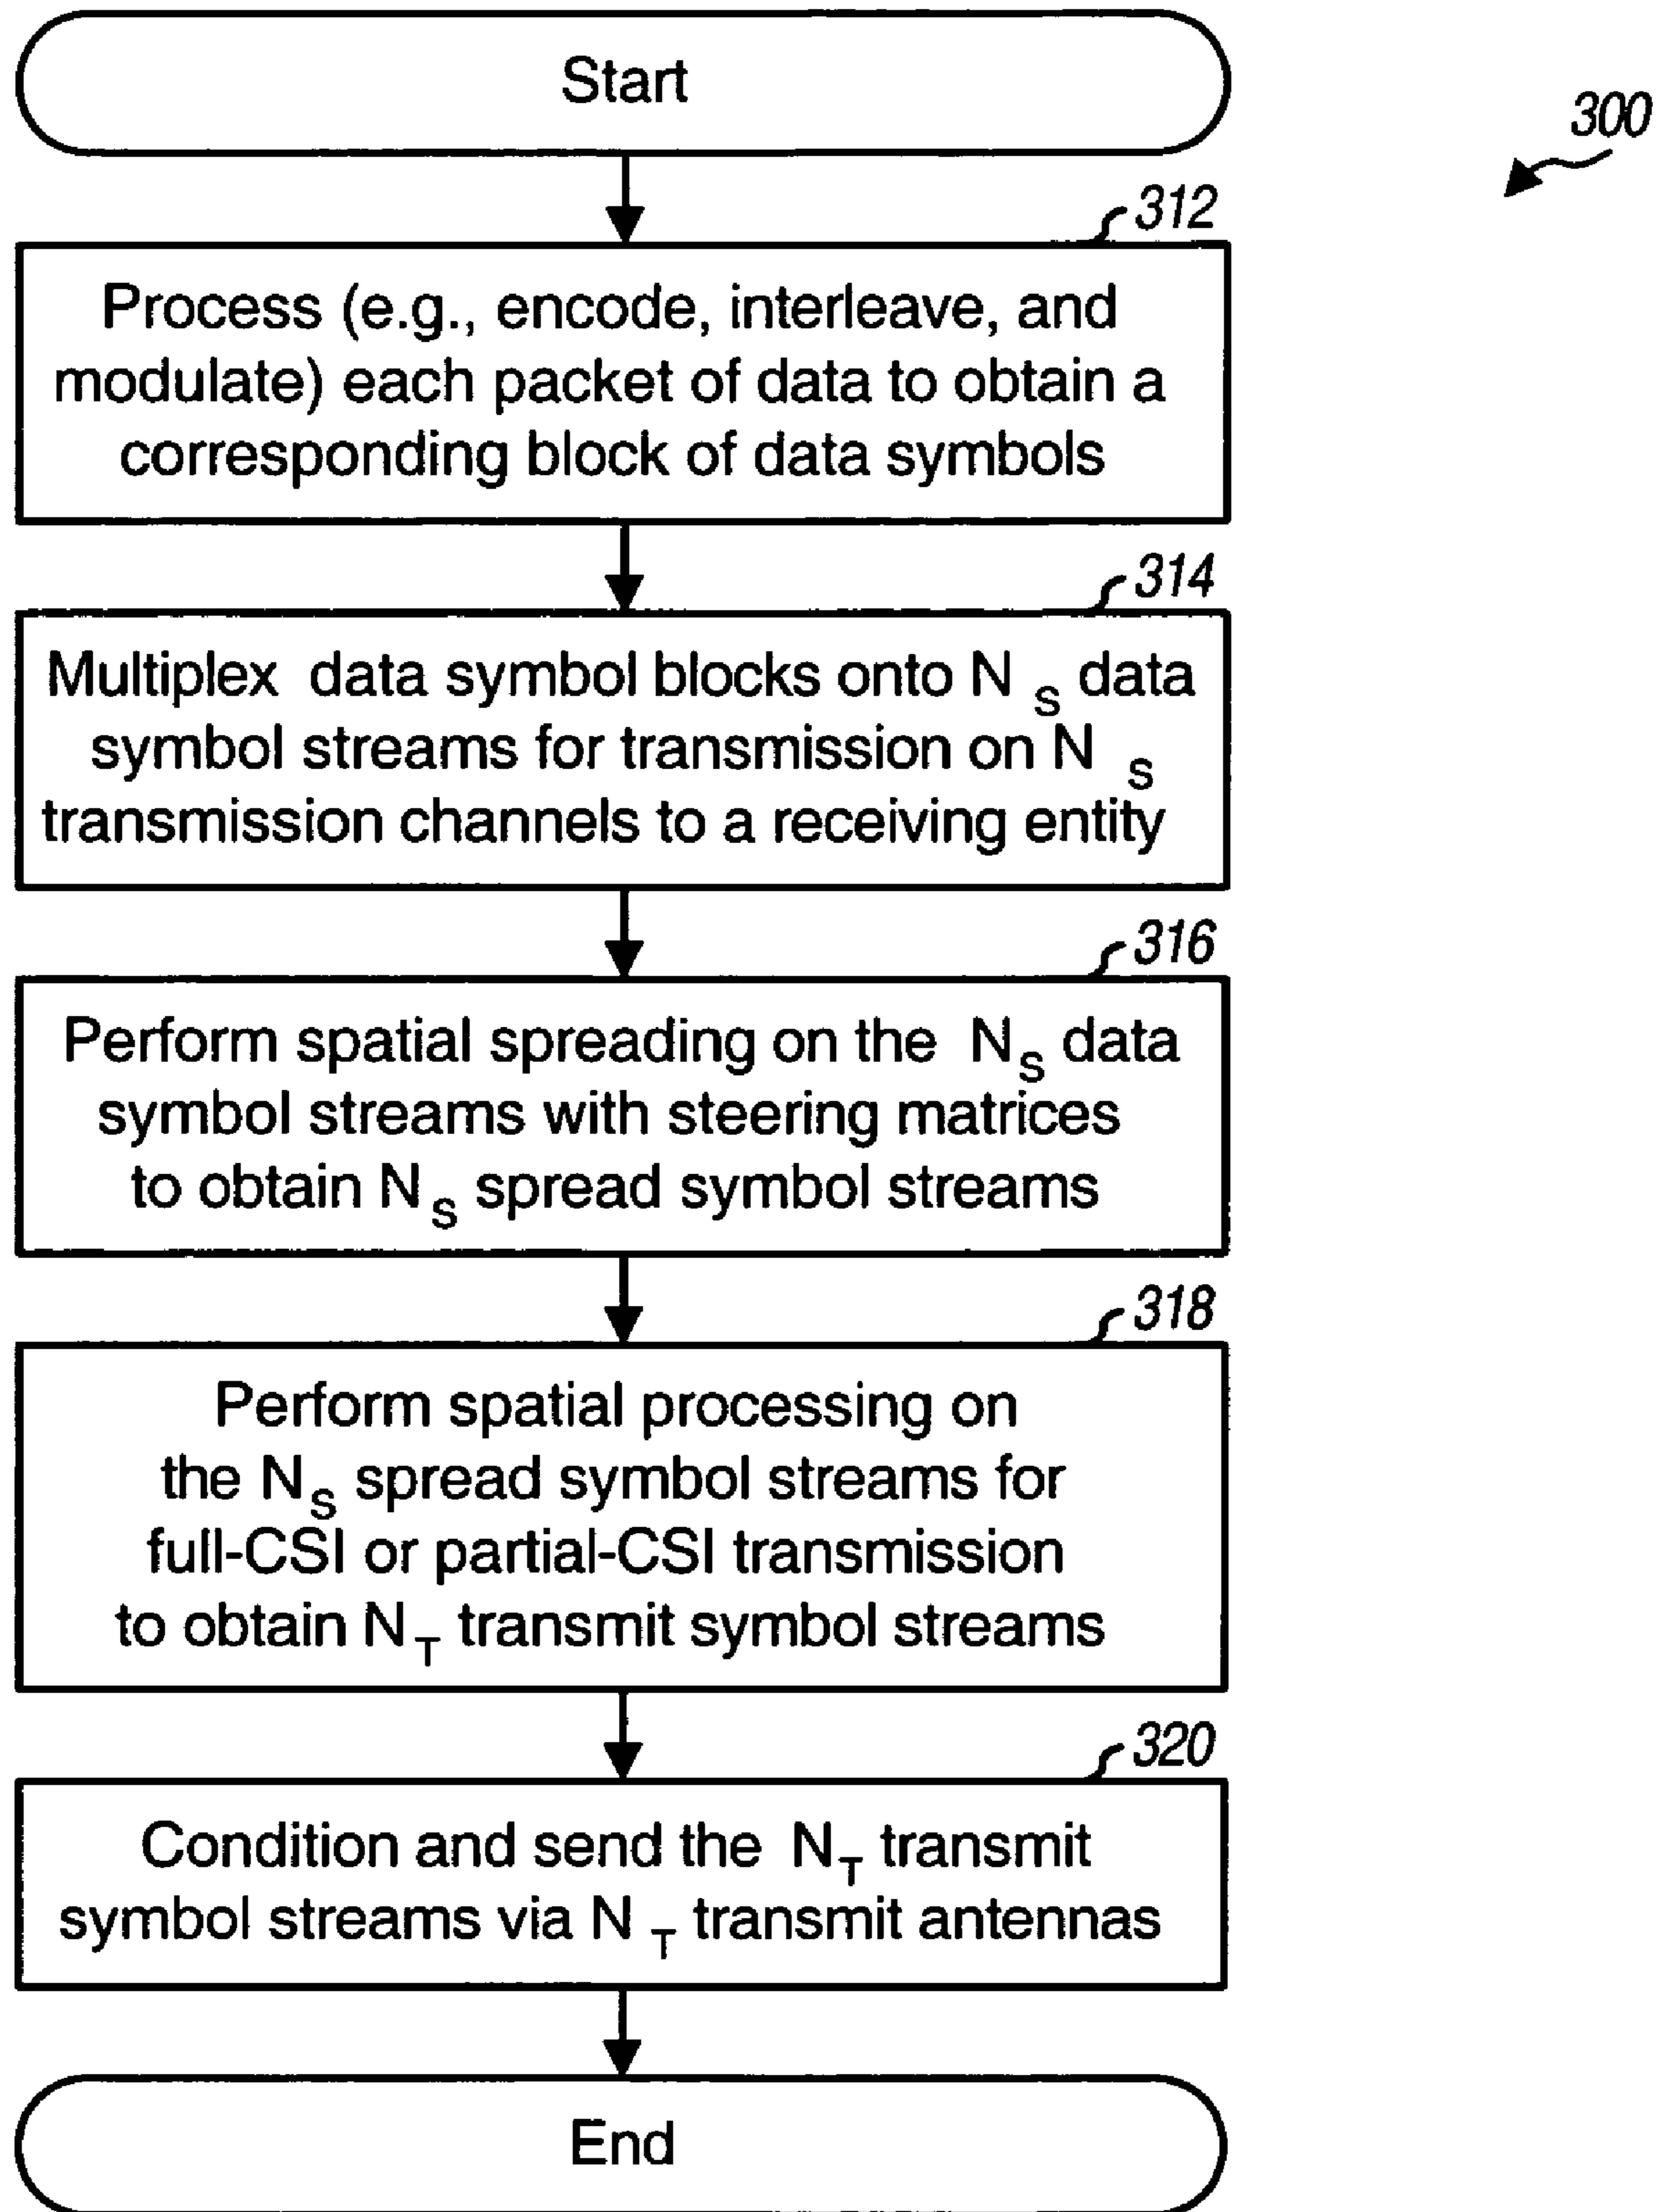 Start
300
312
Process (e.g., encode, interleave, and
modulate) each packet of data to obtain a
corresponding block of data symbols
314
Multiplex data symbol blocks onto N S data
symbol streams for transmission on N S
transmission channels to a receiving entity
316
Perform spatial spreading on the N S data
symbol streams with steering matrices
to obtain N S spread symbol streams
318
Perform spatial processing on
the N S spread symbol streams for
full-CSI or partial-CSI transmission
to obtain N T transmit symbol streams
320
Condition and send the N T transmit
symbol streams via N T transmit antennas
End